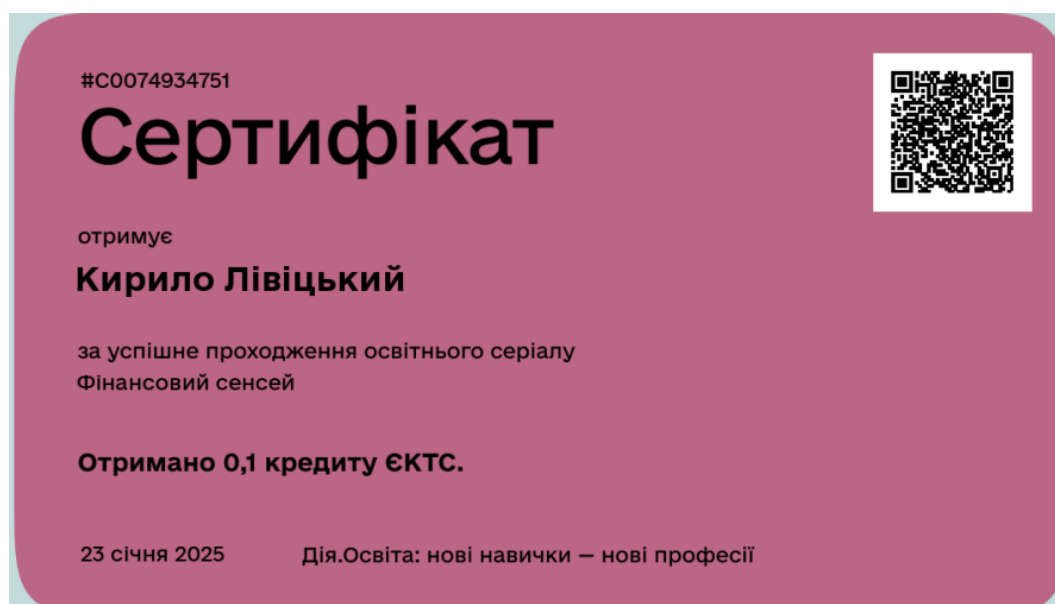 #C0074934751
Сертифікат
отримує
Кирило Лівіцький
за успішне проходження освітнього серіалу
Фінансовий сенсей
Отримано 0,1 кредиту ЄКТС.
23 січня 2025 Дія.Освіта: нові навички — нові професії